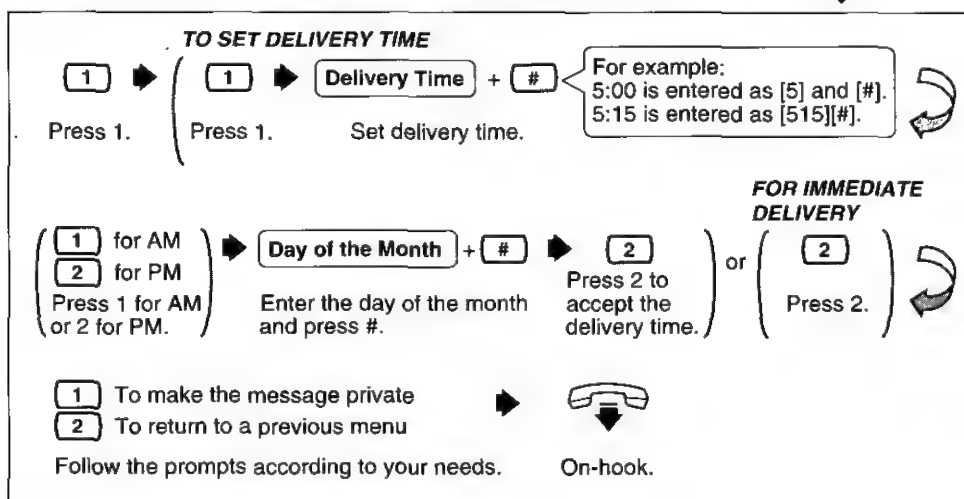 TO SET DELIVERY TIME
1 ( 1 Delivery Time + # For example:
5:00 is entered as [5] and [#].
5:15 is entered as [515][#].
Press 1. Press 1. Set delivery time.
FOR IMMEDIATE
DELIVERY
( 1 for AM
2 for PM
Press 1 for AM
or 2 for PM. )
Day of the Month + #
Enter the day of the month
and press #.
2
Press 2 to
accept the
delivery time. )
or
( 2
Press 2. )
1 To make the message private
2 To return to a previous menu
Follow the prompts according to your needs. On-hook.